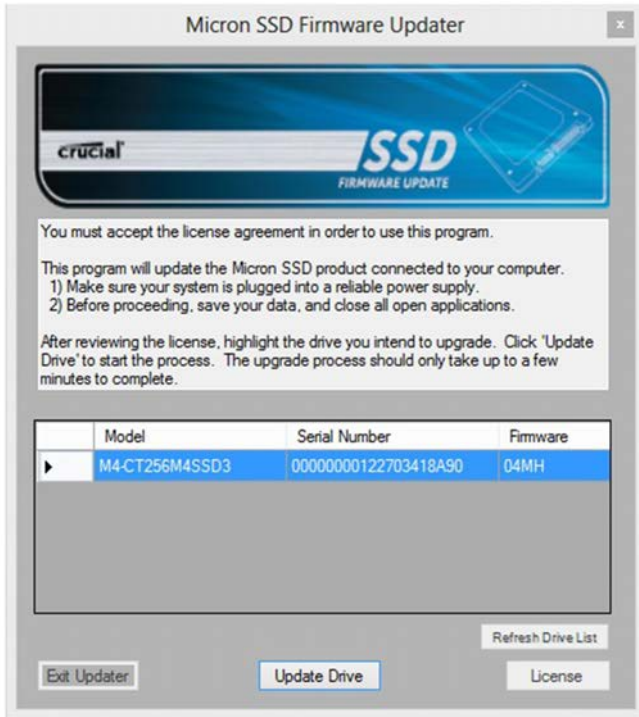 Micron SSD Firmware Updater
x
crucial
SSD
FIRMWARE UPDATE
You must accept the license agreement in order to use this program.
This program will update the Micron SSD product connected to your computer.
1) Make sure your system is plugged into a reliable power supply.
2) Before proceeding, save your data, and close all open applications.
After reviewing the license, highlight the drive you intend to upgrade. Click 'Update
Drive' to start the process. The upgrade process should only take up to a few
minutes to complete.
Model Serial Number Firmware
M4-CT256M4SSD3 00000000122703418A90 04MH
Refresh Drive List
Exit Updater Update Drive License